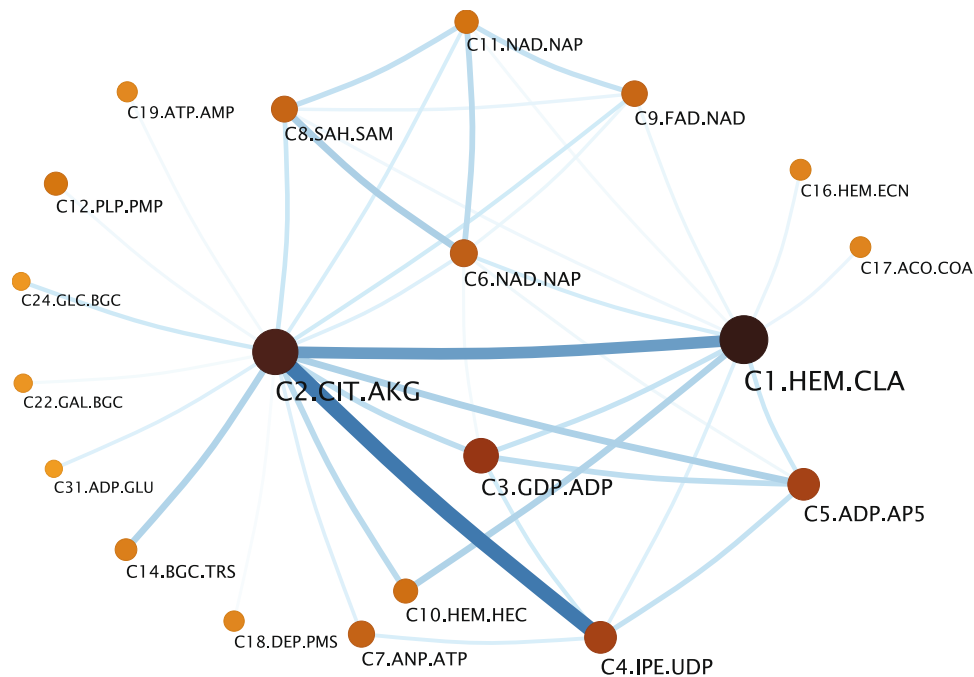 C11.NAD.NAP
C19.ATP.AMP
C9.FAD.NAD
C8.SAH.SAM
C16.HEM.ECN
C12.PLP.PMP
C17.ACO.COA
C6.NAD.NAP
C24.GLC.BGC
C1.HEM.CLA
C2.CIT.AKG
C22.GAL.BGC
C31.ADP.GLU
C3.GDP.ADP
C5.ADP.AP5
C14.BGC.TRS
C10.HEM.HEC
C18.DEP.PMS
C7.ANP.ATP
C4.IPE.UDP